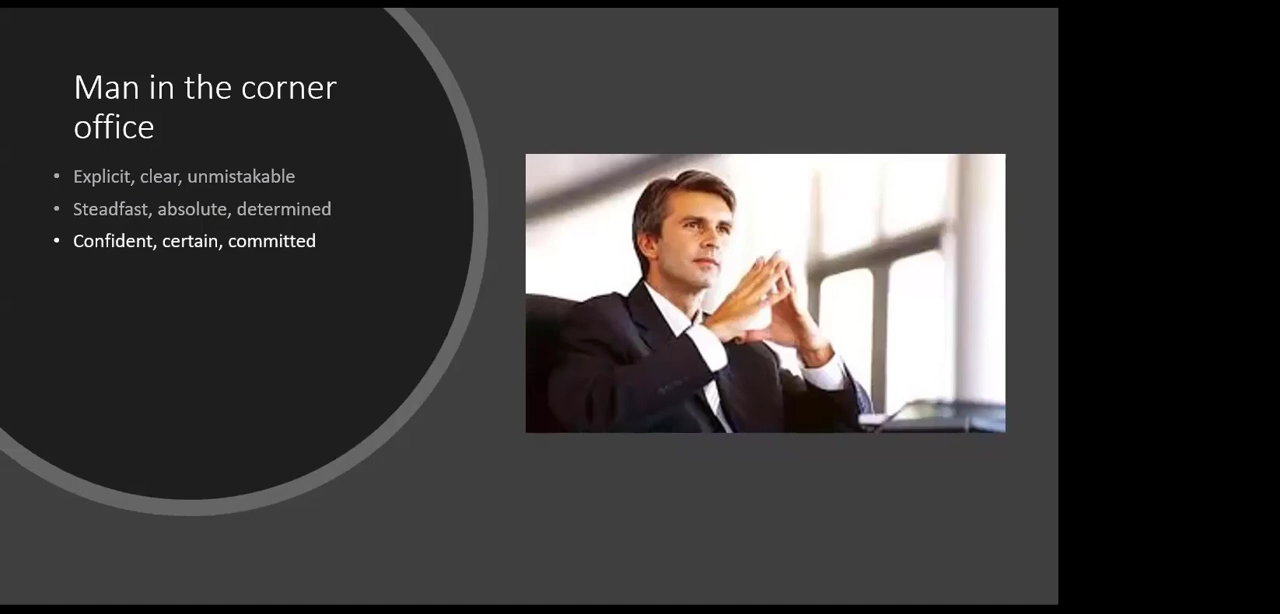 Man in the corner
office
• Explicit, clear, unmistakable
• Steadfast, absolute, determined
• Confident, certain, committed